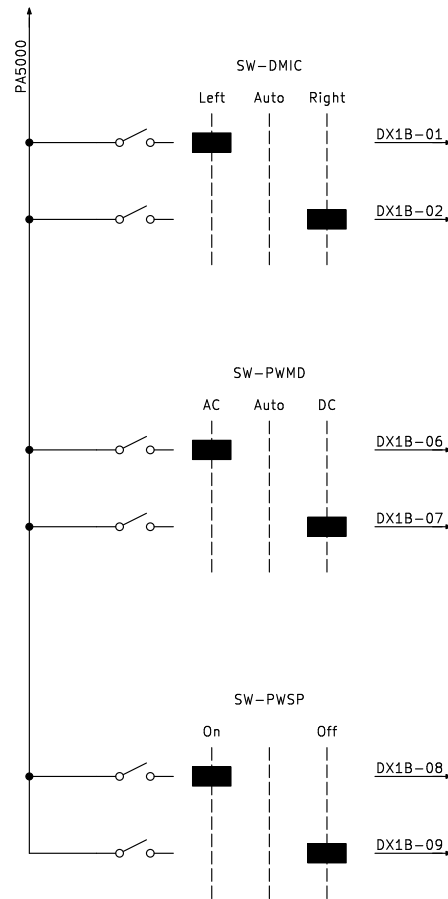 PA5000
SW-DMIC
Left Auto Right
DX1B-01
DX1B-02
SW-PWMD
AC Auto DC
DX1B-06
DX1B-07
SW-PWSP
On Off
DX1B-08
DX1B-09